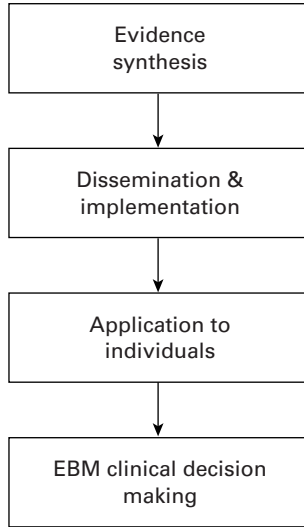 Evidence
synthesis
Dissemination &
implementation
Application to
individuals
EBM clinical decision
making